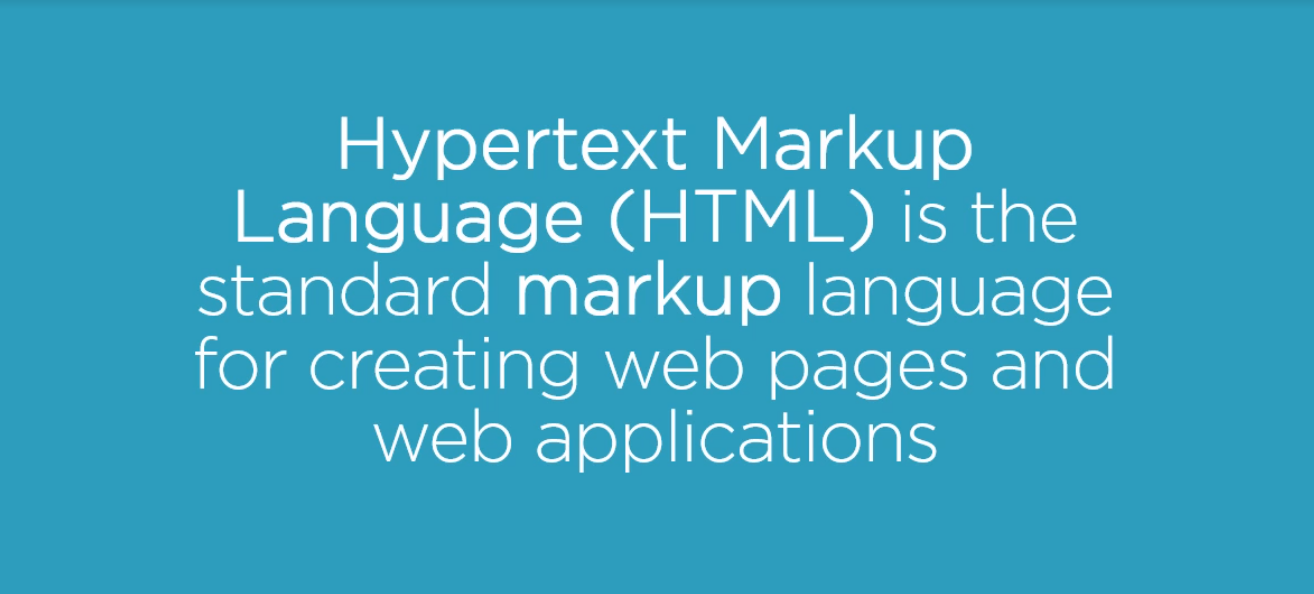 Hypertext Markup
Language (HTML) is the
standard markup language
for creating web pages and
web applications